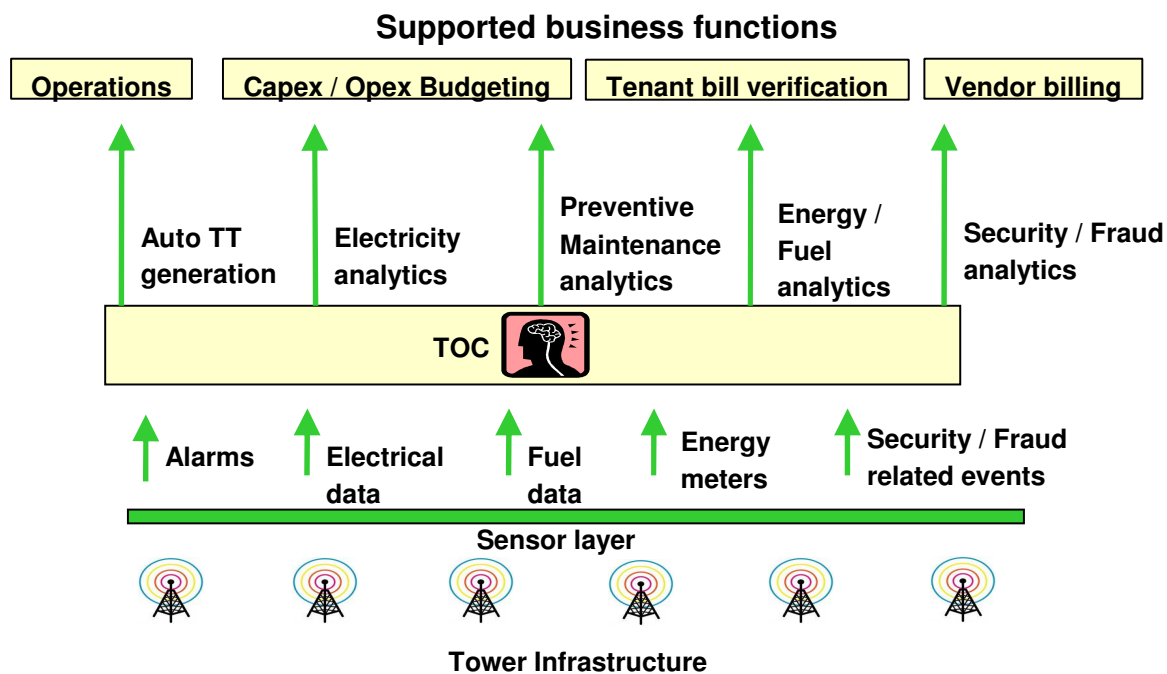 Supported business functions
Operations
Capex / Opex Budgeting
Tenant bill verification
Vendor billing
Auto TT
generation
Electricity
analytics
Preventive
Maintenance
analytics
Energy /
Fuel
analytics
Security / Fraud
analytics
TOC
Alarms
Electrical
data
Fuel
data
Energy
meters
Security / Fraud
related events
Sensor layer
Tower Infrastructure